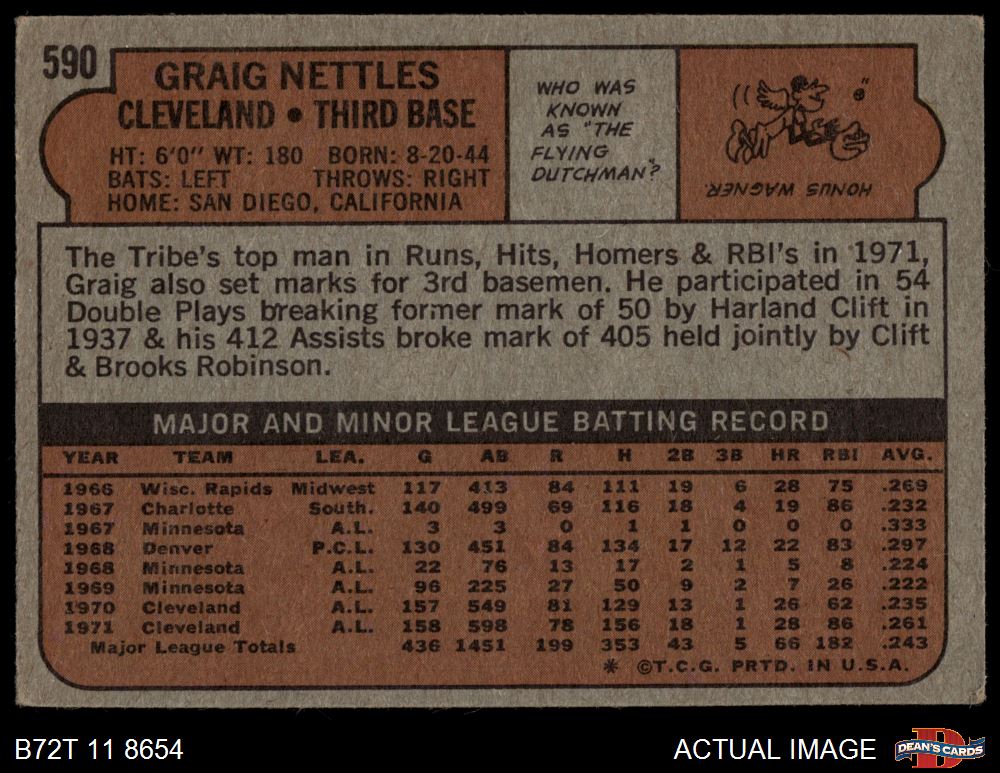 590
GRAIG NETTLES
CLEVELAND • THIRD BASE
HT: 6'0" WT: 180 BORN: 8-20-44
BATS: LEFT THROWS: RIGHT
HOME: SAN DIEGO, CALIFORNIA
WHO WAS
KNOWN
AS "THE
FLYING
DUTCHMAN"?
HONUS WAGNER.
The Tribe's top man in Runs, Hits, Homers & RBI's in 1971,
Graig also set marks for 3rd basemen. He participated in 54
Double Plays breaking former mark of 50 by Harland Clift in
1937 & his 412 Assists broke mark of 405 held jointly by Clift
& Brooks Robinson.
MAJOR AND MINOR LEAGUE BATTING RECORD
YEAR TEAM LEA. G AB R H 2B 3B HR RBI AVG.
1966 Wisc. Rapids Midwest 117 413 84 111 19 6 28 75 .269
1967 Charlotte South. 140 499 69 116 18 4 19 86 .232
1967 Minnesota A.L. 3 3 0 1 1 0 0 0 .333
1968 Denver P.C.L. 130 451 84 134 17 12 22 83 .297
1968 Minnesota A.L. 22 76 13 17 2 1 5 8 .224
1969 Minnesota A.L. 96 225 27 50 9 2 7 26 .222
1970 Cleveland A.L. 157 549 81 129 13 1 26 62 .235
1971 Cleveland A.L. 158 598 78 156 18 1 28 86 .261
Major League Totals 436 1451 199 353 43 5 66 182 .243
* ©T.C.G. PRTD. IN U.S.A.
B72T 11 8654
ACTUAL IMAGE
D
DEAN'S CARDS